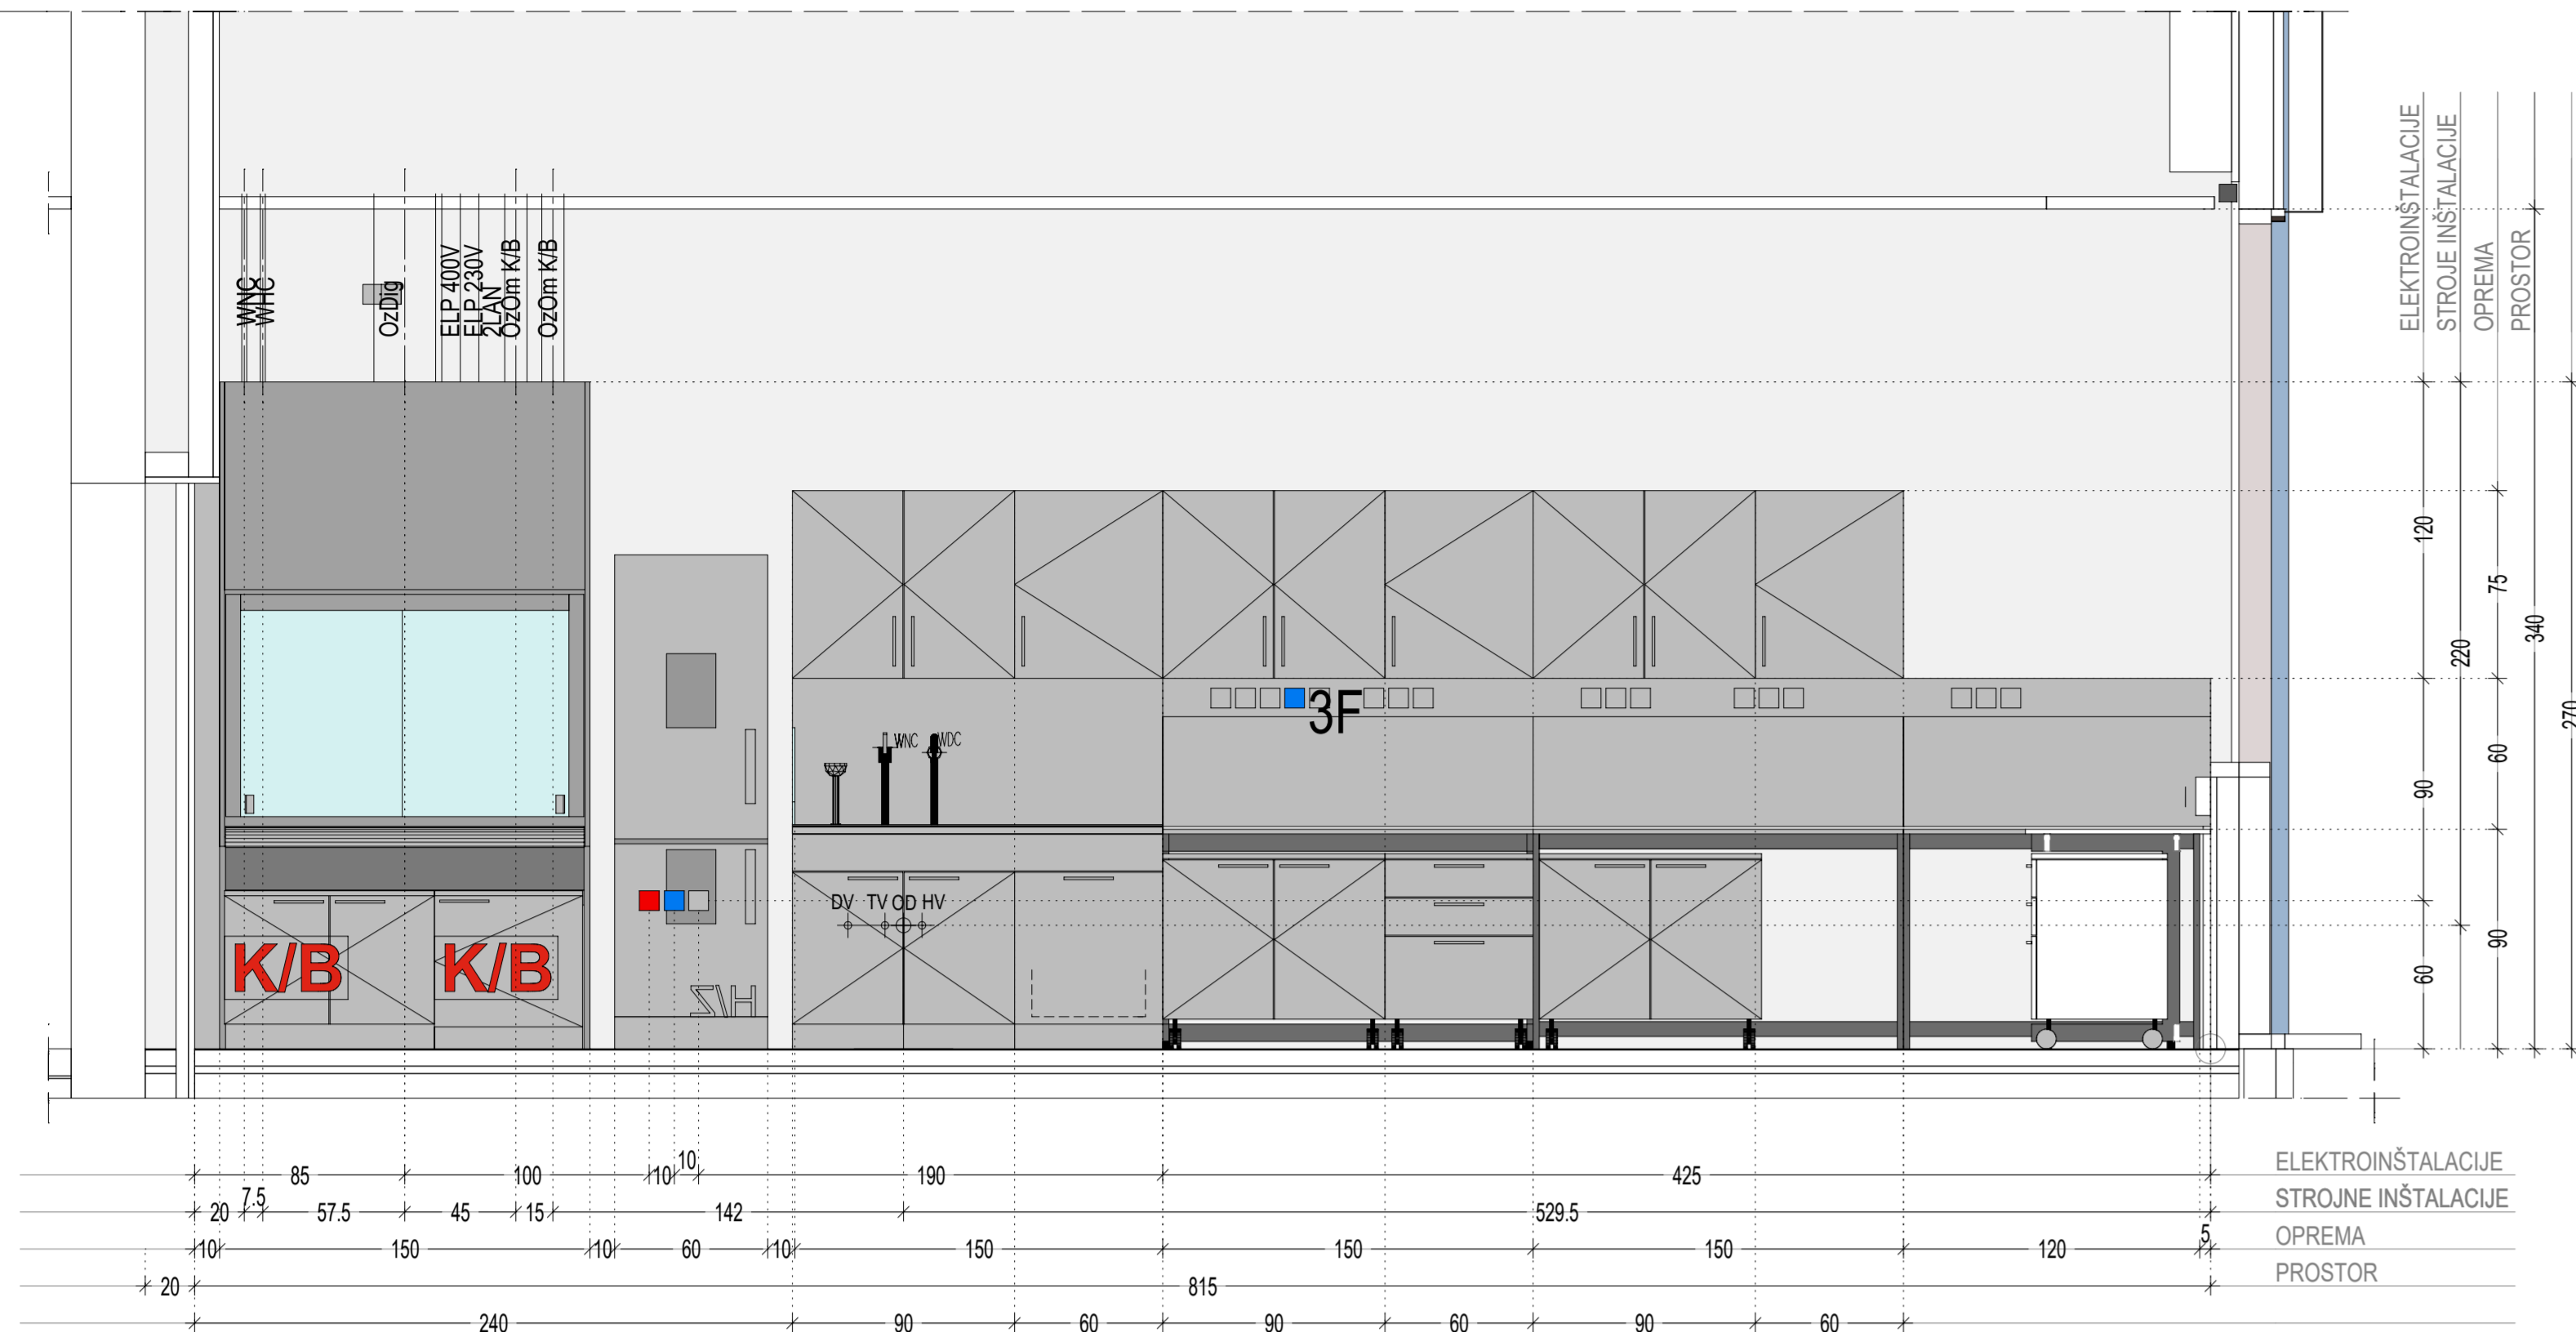 ELEKTROINŠTALACIJE
STROJE INŠTALACIJE
OPREMA
PROSTOR
WNC
WHC
OzDig
ELP 400V
ELP 230V
2LAN
OzOm K/B
OzOm K/B
120
75
340
220
270
3F
WNC
WDC
60
90
DV TV OD HV
K/B
K/B
H/Z
90
60
85
100
10
10
190
425
ELEKTROINŠTALACIJE
20
7.5
57.5
45
15
142
529.5
STROJNE INŠTALACIJE
10
150
10
60
10
150
150
150
120
5
OPREMA
20
815
PROSTOR
240
90
60
90
60
90
60